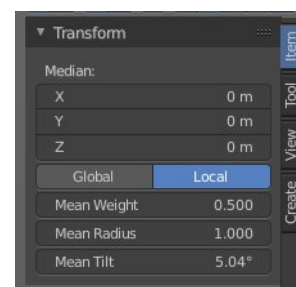 Transform
Median:
X 0 m
Y 0 m
Z 0 m
Global Local
Mean Weight 0.500
Mean Radius 1.000
Mean Tilt 5.04°
Item
Tool
View
Create